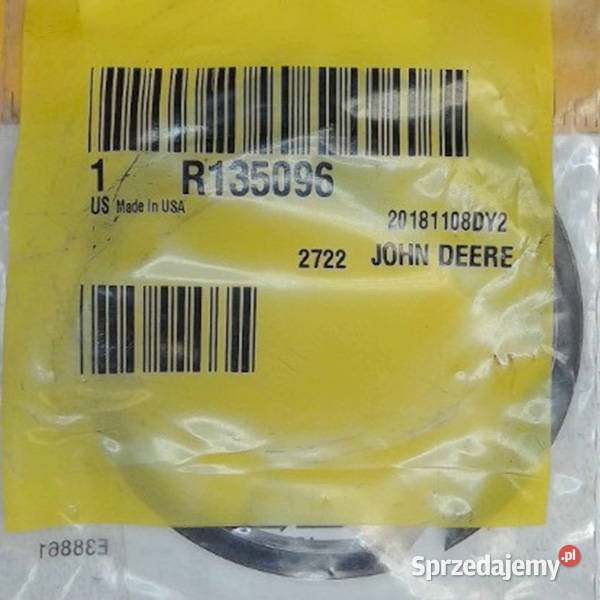 1 R135096
US Made In USA
20181108DY2
2722 JOHN DEERE
E38861
Sprzedajemy.pl